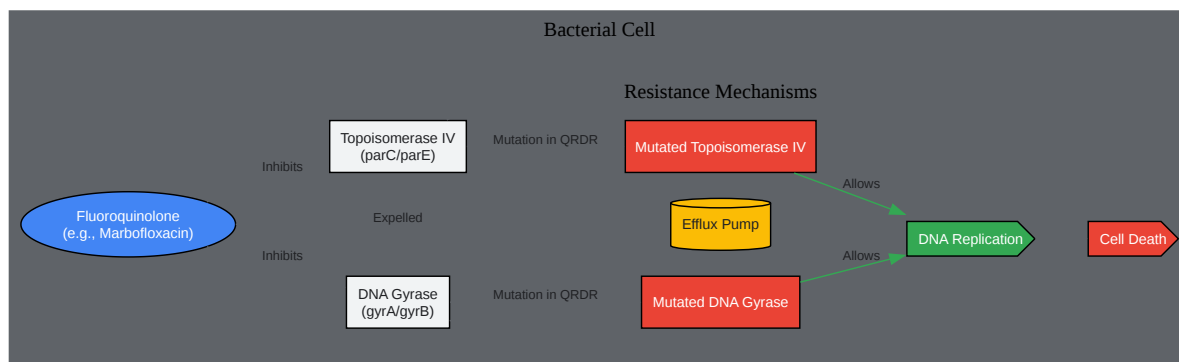 Bacterial Cell
Resistance Mechanisms
Topoisomerase IV
(parC/parE)
Mutation in QRDR
Mutated Topoisomerase IV
Inhibits
Allows
Fluoroquinolone
(e.g., Marbofloxacin)
Expelled
Efflux Pump
DNA Replication
Cell Death
Inhibits
Allows
DNA Gyrase
(gyrA/gyrB)
Mutation in QRDR
Mutated DNA Gyrase